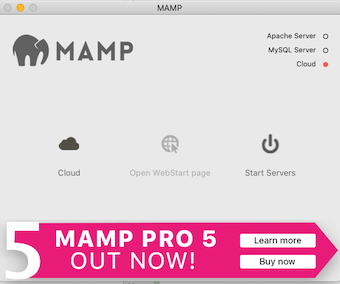 MAMP
Apache Server
MySQL Server
Cloud
MAMP
Cloud
Open WebStart page
Start Servers
5
MAMP PRO 5
OUT NOW!
Learn more
Buy now